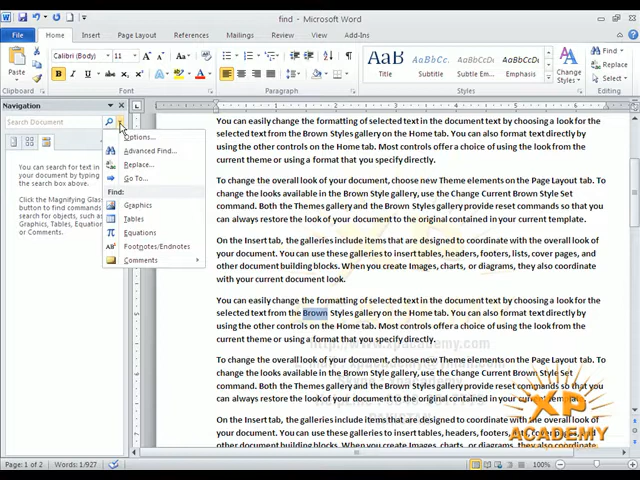 find - Microsoft Word
File Home Insert Page Layout References Mailings Review View Add-Ins
Calibri (Body) 11
Paste
Clipboard Font Paragraph Styles Editing
AaB AaBbCc. AaBbCc. AaBbCc.
Title Subtitle Subtle Em... Emphasis
Change Styles
Find
Replace
Select
Navigation
Search Document
Options...
Advanced Find...
Replace...
Go To...
Find:
Graphics
Tables
Equations
Footnotes/Endnotes
Comments
You can search for text in your document by typing in the search box above.
Click the Magnifying Glass button to find commands for finding objects, such as Graphics, Tables, Equations, or Comments.
You can easily change the formatting of selected text in the document text by choosing a look for the
selected text from the Brown Styles gallery on the Home tab. You can also format text directly by
using the other controls on the Home tab. Most controls offer a choice of using the look from the
current theme or using a format that you specify directly.
To change the overall look of your document, choose new Theme elements on the Page Layout tab. To
change the looks available in the Brown Style gallery, use the Change Current Brown Style Set
command. Both the Themes gallery and the Brown Styles gallery provide reset commands so that you
can always restore the look of your document to the original contained in your current template.
On the Insert tab, the galleries include items that are designed to coordinate with the overall look of
your document. You can use these galleries to insert tables, headers, footers, lists, cover pages, and
other document building blocks. When you create Images, charts, or diagrams, they also coordinate
with your current document look.
You can easily change the formatting of selected text in the document text by choosing a look for the
selected text from the Brown Styles gallery on the Home tab. You can also format text directly by
using the other controls on the Home tab. Most controls offer a choice of using the look from the
current theme or using a format that you specify directly.
http://www.xpacademy.com
To change the overall look of your document, choose new Theme elements on the Page Layout tab. To
change the looks available in the Brown Style gallery, use the Change Current Brown Style Set
command. Both the Themes gallery and the Brown Styles gallery provide reset commands so that you
can always restore the look of your document to the original contained in your current template.
On the Insert tab, the galleries include items that are designed to coordinate with the overall look of
your document. You can use these galleries to insert tables, headers, footers, lists, cover pages, and
XP
ACADEMY
Page: 1 of 2 Words: 1/927 100%